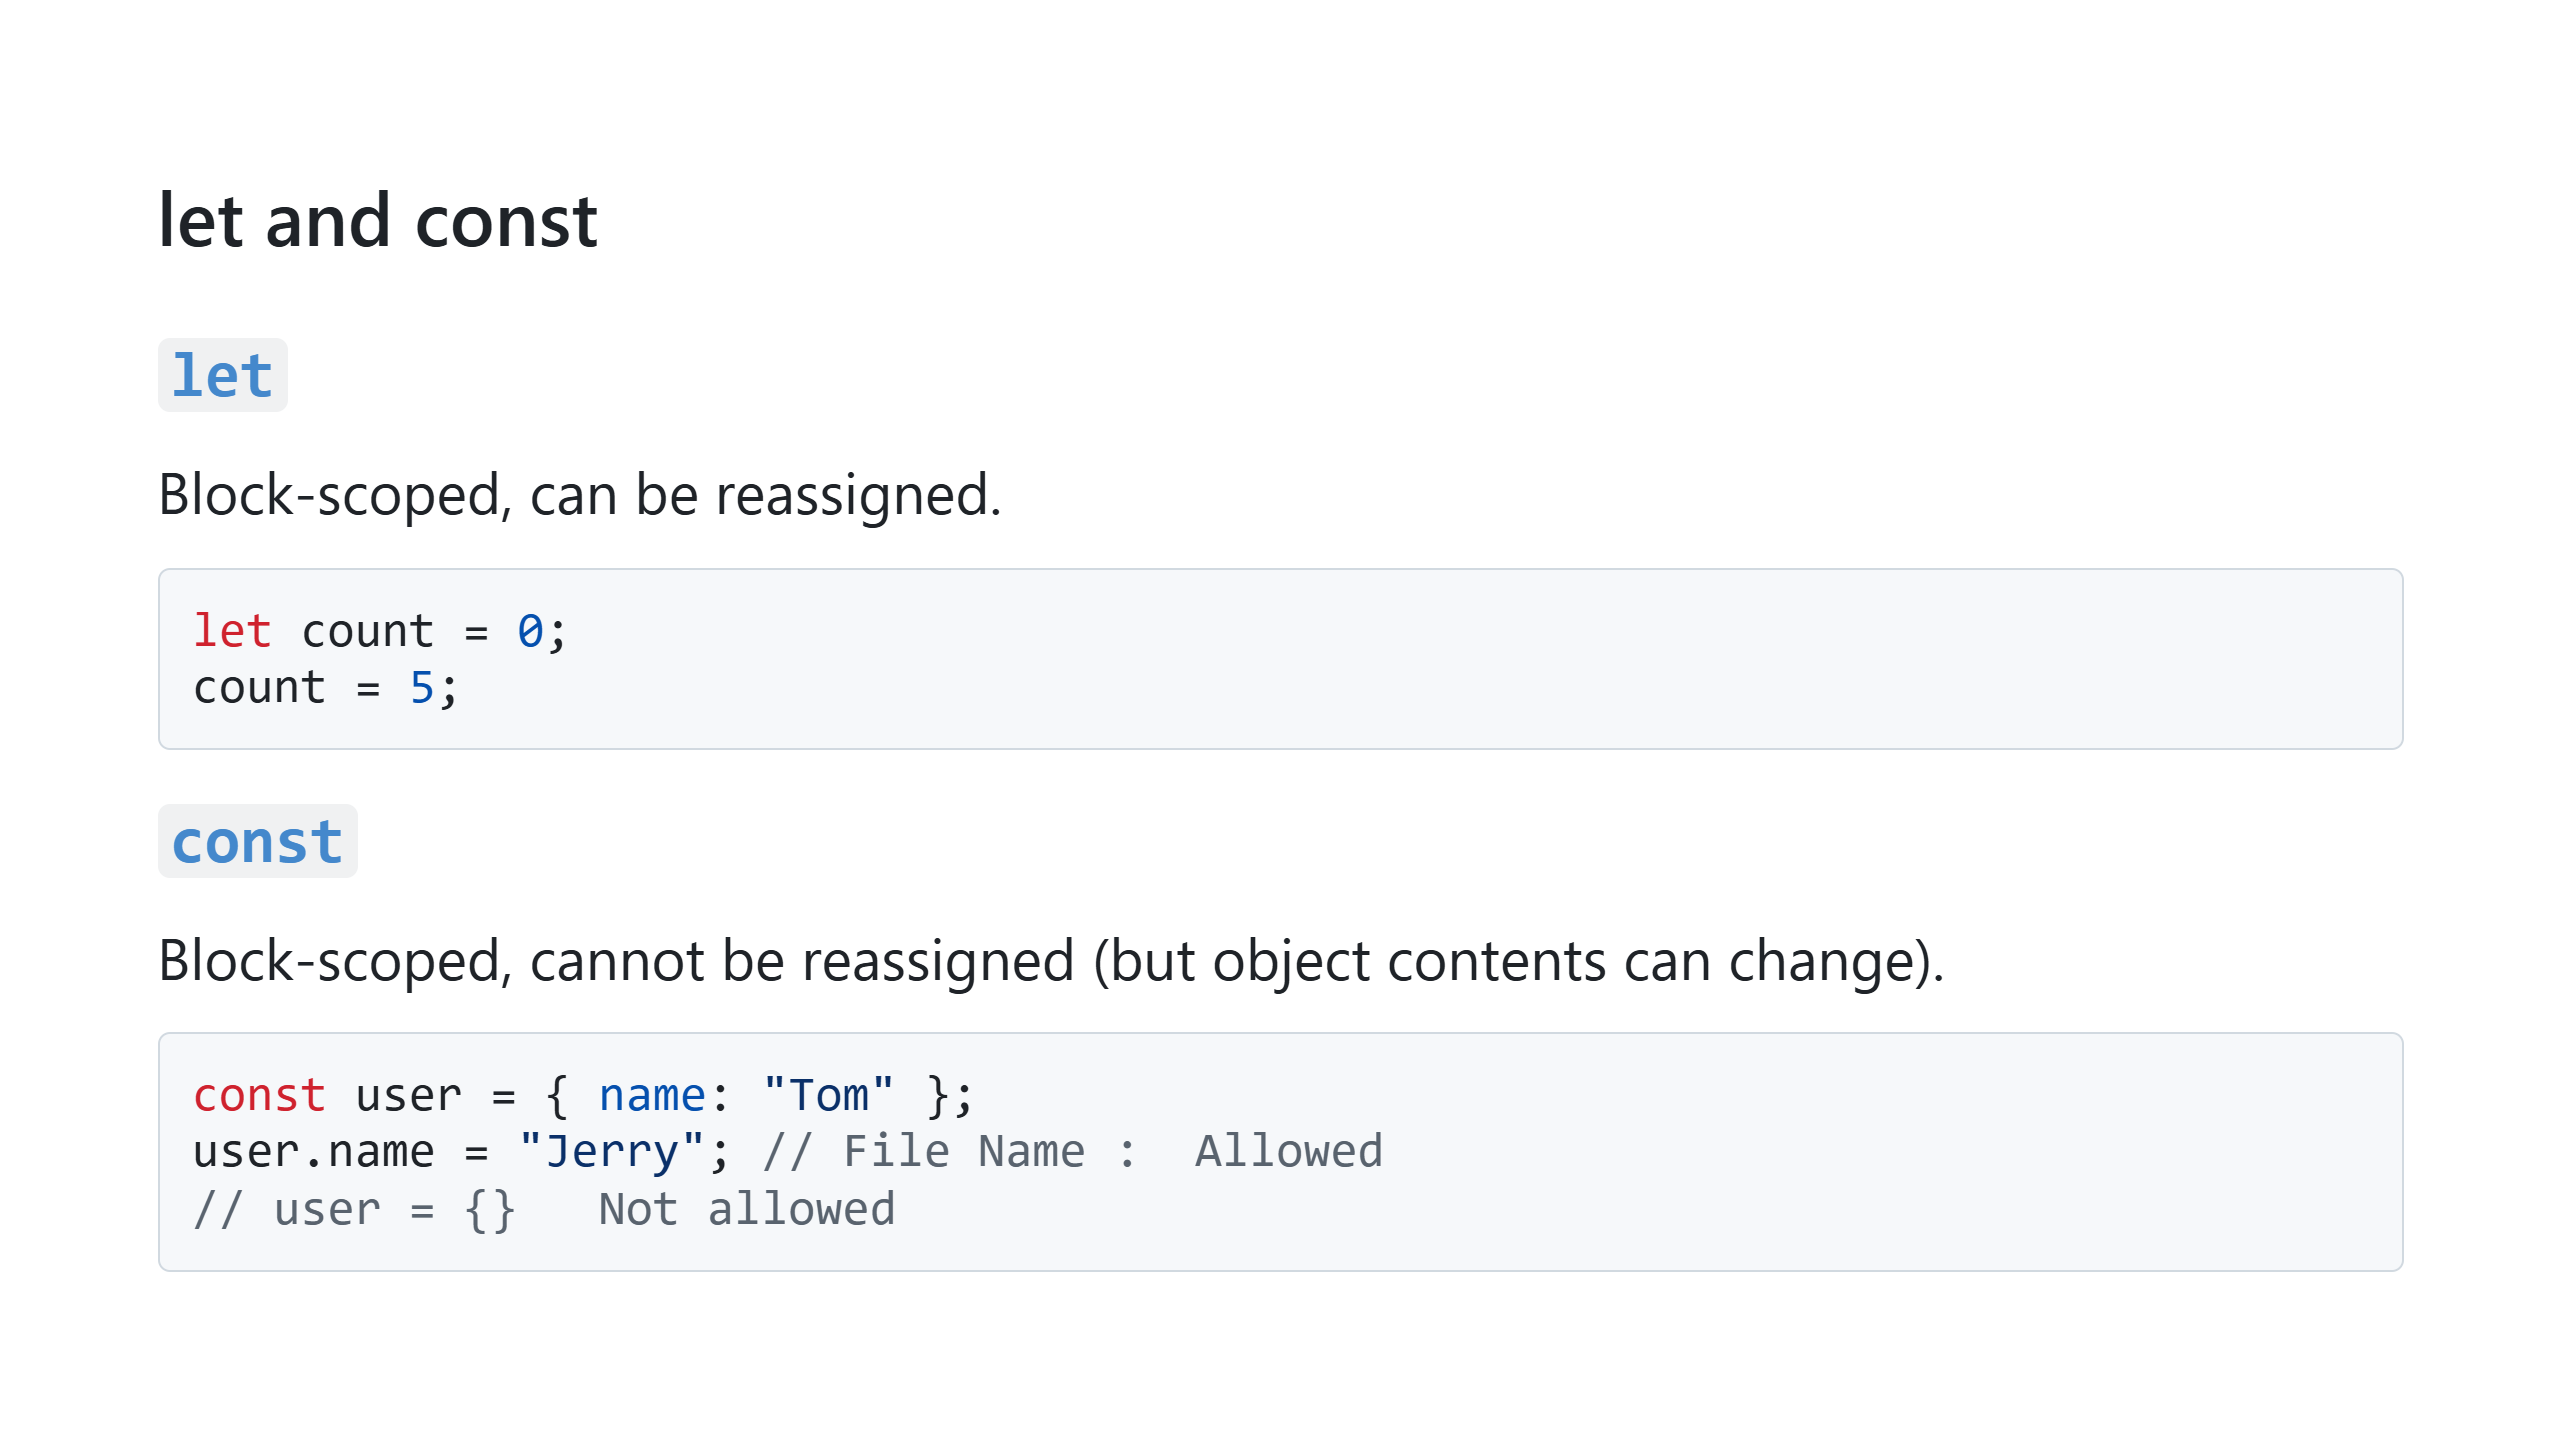 let and const
let
Block-scoped, can be reassigned.
let count = 0;
count = 5;
const
Block-scoped, cannot be reassigned (but object contents can change).
const user = { name: "Tom" };
user.name = "Jerry"; // File Name :  Allowed
// user = {}   Not allowed